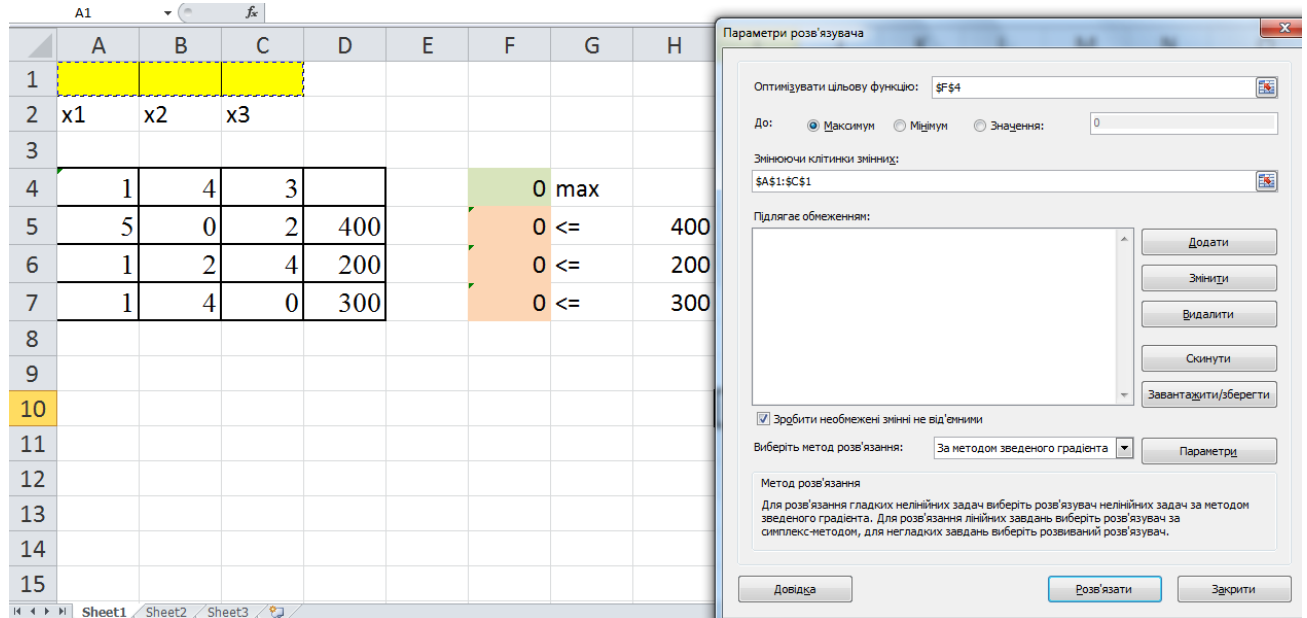 A1 fx
A B C D E F G H
1
2 x1 x2 x3
3
4 1 4 3 0 max
5 5 0 2 400 0 <= 400
6 1 2 4 200 0 <= 200
7 1 4 0 300 0 <= 300
8
9
10
11
12
13
14
15
Sheet1 Sheet2 Sheet3
Параметри розв'язувача
Оптимізувати цільову функцію: $F$4
До: Максимум Мінімум Значення: 0
Змінюючи клітинки змінних:
$A$1:$C$1
Підлягає обмеженням:
Додати
Змінити
Видалити
Скинути
Завантажити/зберегти
Зробити необмежені змінні не від'ємними
Виберіть метод розв'язання: За методом зведеного градієнта Параметри
Метод розв'язання
Для розв'язання гладких нелінійних задач виберіть розв'язувач нелінійних задач за методом
зведеного градієнта. Для розв'язання лінійних завдань виберіть розв'язувач за
симплекс-методом, для негладких завдань виберіть розвиваний розв'язувач.
Довідка Розв'язати Закрити